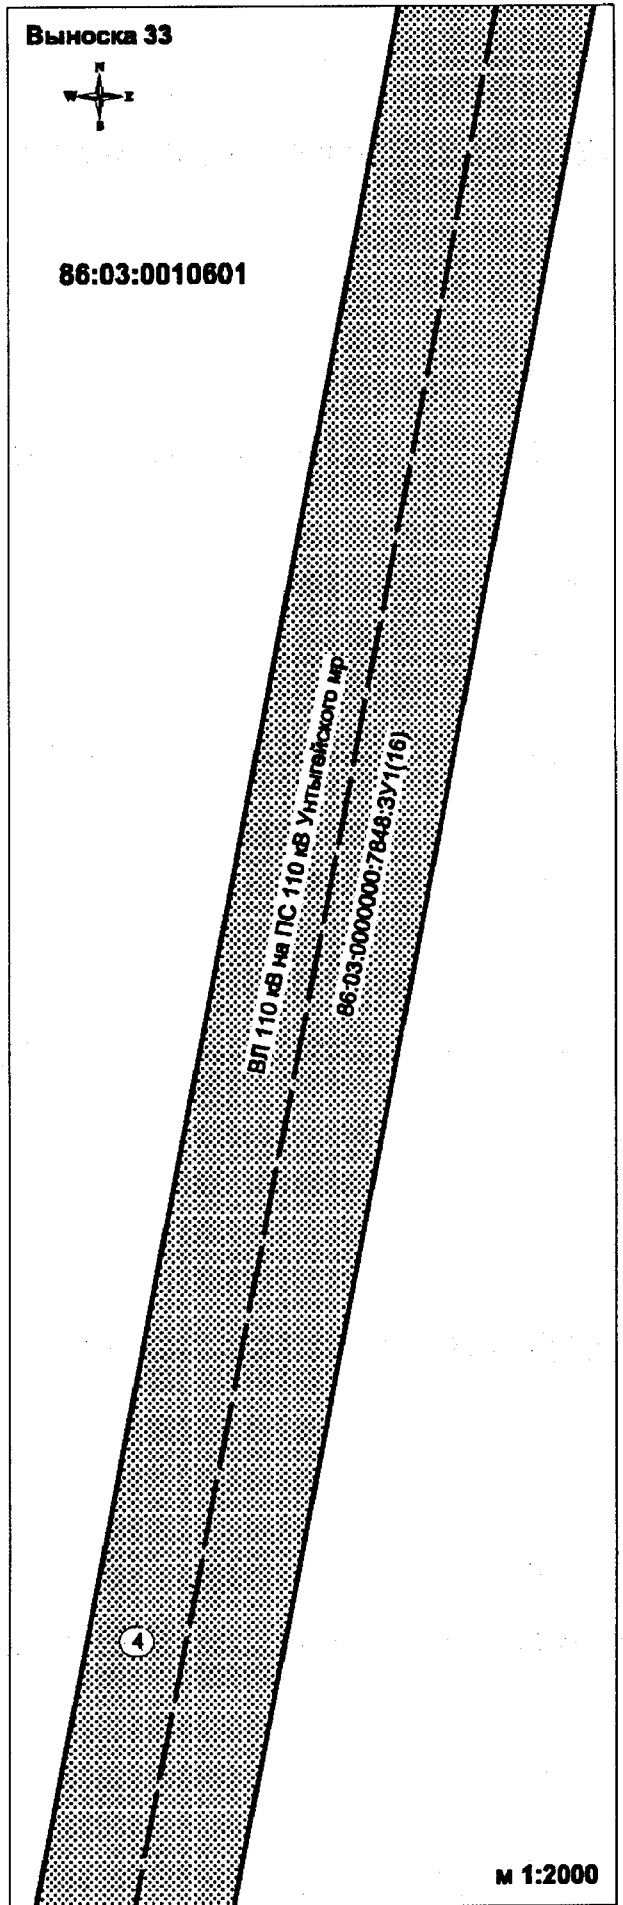 Выноска 33
N
W E
S
86:03:0010601
ВЛ 110 кВ на ПС 110 кВ Унтыгейского мр
86:03:0000000:7848:ЗУ1(16)
4
м 1:2000